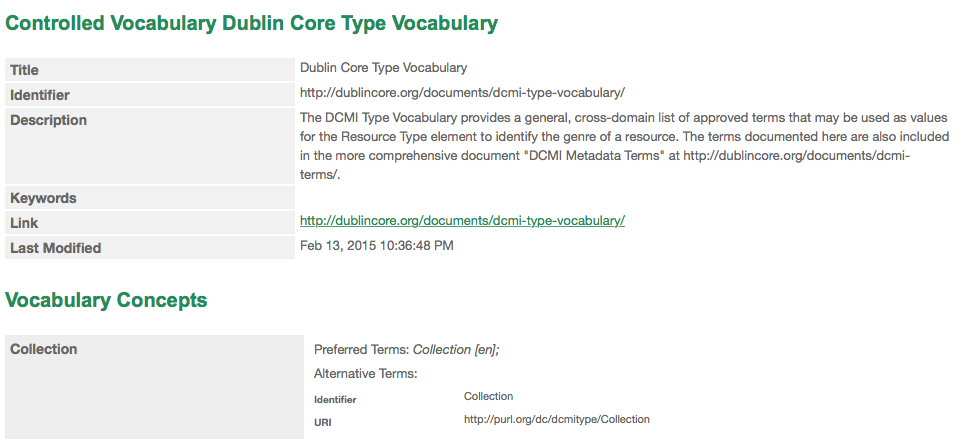 Controlled Vocabulary Dublin Core Type Vocabulary
Title Dublin Core Type Vocabulary
Identifier http://dublincore.org/documents/dcmi-type-vocabulary/
Description The DCMI Type Vocabulary provides a general, cross-domain list of approved terms that may be used as values
for the Resource Type element to identify the genre of a resource. The terms documented here are also included
in the more comprehensive document "DCMI Metadata Terms" at http://dublincore.org/documents/dcmi-
terms/.
Keywords
Link http://dublincore.org/documents/dcmi-type-vocabulary/
Last Modified Feb 13, 2015 10:36:48 PM
Vocabulary Concepts
Collection Preferred Terms: Collection [en];
Alternative Terms:
Identifier Collection
URI http://purl.org/dc/dcmitype/Collection